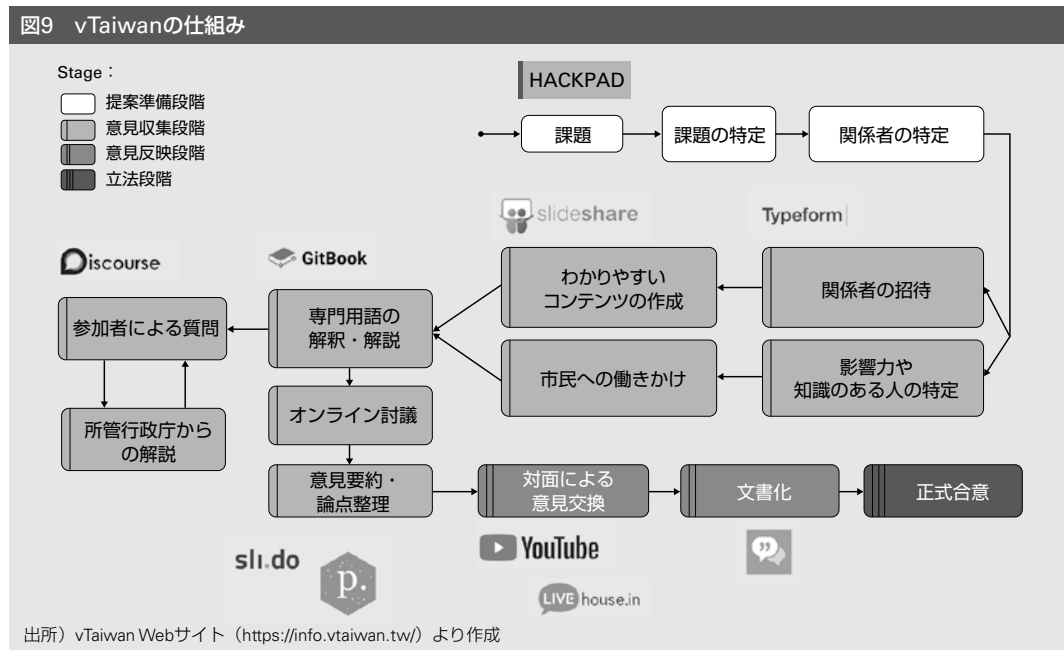 図9 vTaiwanの仕組み
Stage：
提案準備段階
意見収集段階
意見反映段階
立法段階
HACKPAD
課題
課題の特定
関係者の特定
slideshare
Typeform
Discourse
GitBook
わかりやすい
コンテンツの作成
関係者の招待
参加者による質問
専門用語の
解釈・解説
市民への働きかけ
影響力や
知識のある人の特定
所管行政庁から
の解説
オンライン討議
意見要約・
論点整理
対面による
意見交換
文書化
正式合意
slı.do
p.
YouTube
LIVE house.in
出所）vTaiwan Webサイト（https://info.vtaiwan.tw/）より作成